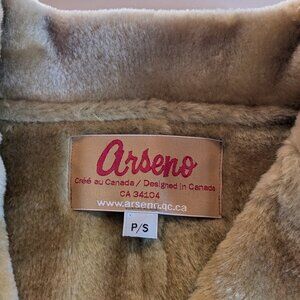 Arseno
Créé au Canada / Designed in Canada
CA 34104
www.arseno.qc.ca
P/S